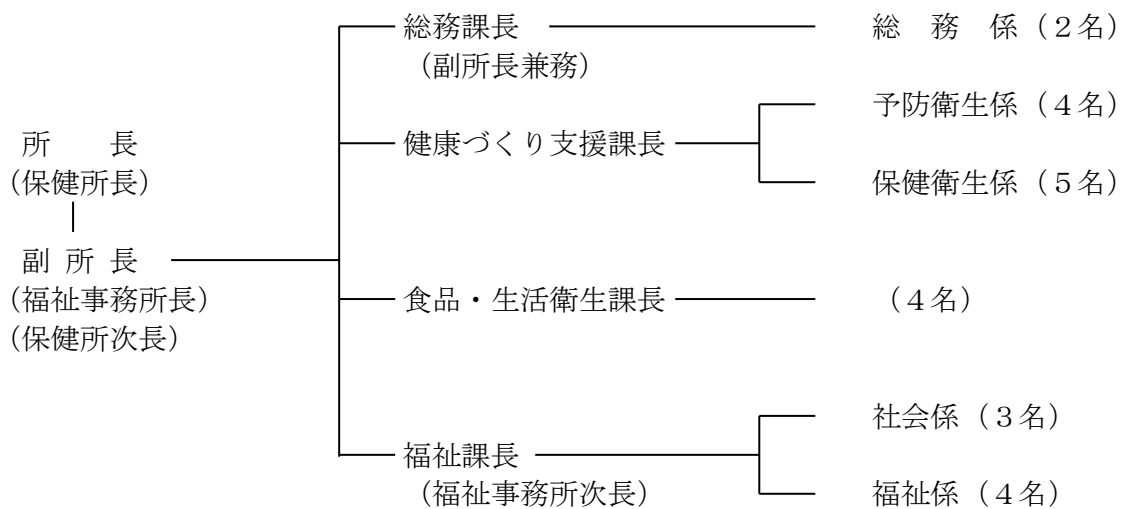 所　　長
(保健所長)
副 所 長
(福祉事務所長)
(保健所次長)
総務課長
(副所長兼務)
総　務　係（２名）
健康づくり支援課長
予防衛生係（４名）
保健衛生係（５名）
食品・生活衛生課長
（４名）
福祉課長
(福祉事務所次長)
社会係（３名）
福祉係（４名）